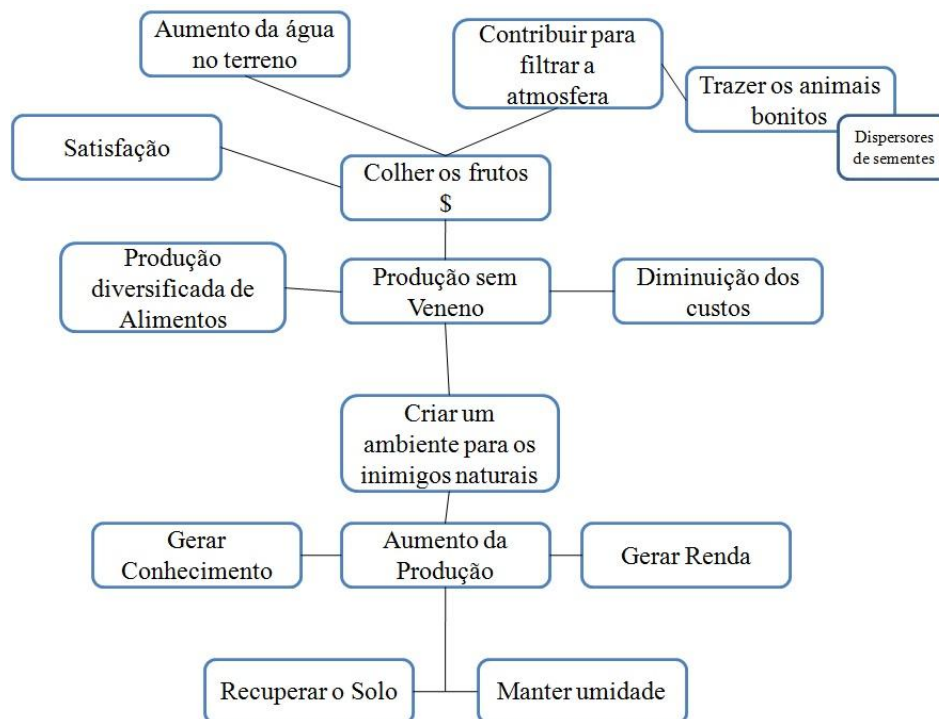 Aumento da água
no terreno
Contribuir para
filtrar a
atmosfera
Trazer os animais
bonitos
Dispersores
de sementes
Satisfação
Colher os frutos
$
Produção
diversificada de
Alimentos
Produção sem
Veneno
Diminuição dos
custos
Criar um
ambiente para os
inimigos naturais
Gerar
Conhecimento
Aumento da
Produção
Gerar Renda
Recuperar o Solo
Manter umidade